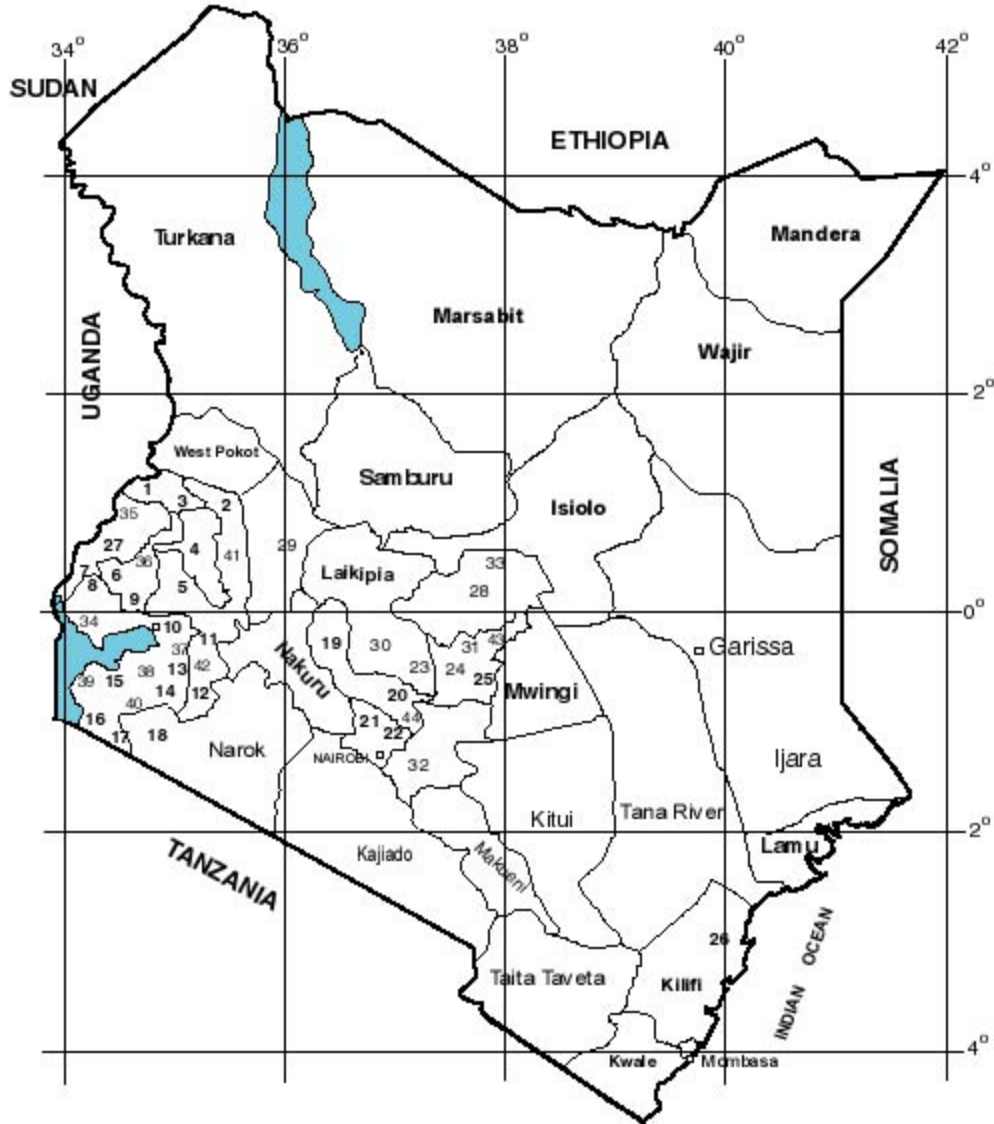 34° 36° 38° 40° 42°
SUDAN
ETHIOPIA
4°
Turkana
Mandera
Marsabit
UGANDA
Wajir
2°
West Pokot
Samburu
SOMALIA
Isiolo
1
3
2
35
27
4
41
29
36
33
7
6
Laikipia
8
5
28
9
0°
34
10
11
37
19
30
31
43
Garissa
Nakuru
38
13
42
23
24
39
15
25
14
12
20
Mwingi
40
16
21
44
17
18
22
Narok
NAIROBI
32
Ijara
Kitui
Tana River
2°
Lamu
TANZANIA
Kajiado
Makueni
26
INDIAN OCEAN
Taita Taveta
Kilifi
4°
Kwale
Mombasa